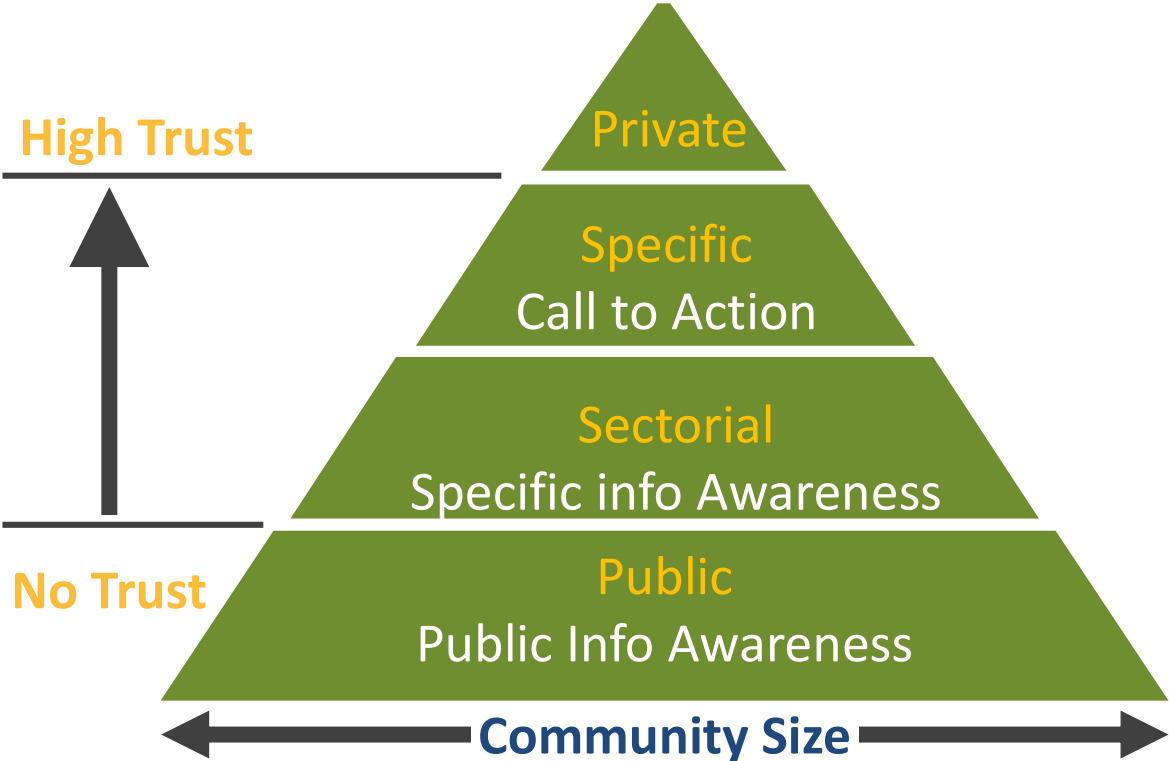 Private
High Trust
Specific
Call to Action
Sectorial
Specific info Awareness
No Trust
Public
Public Info Awareness
Community Size